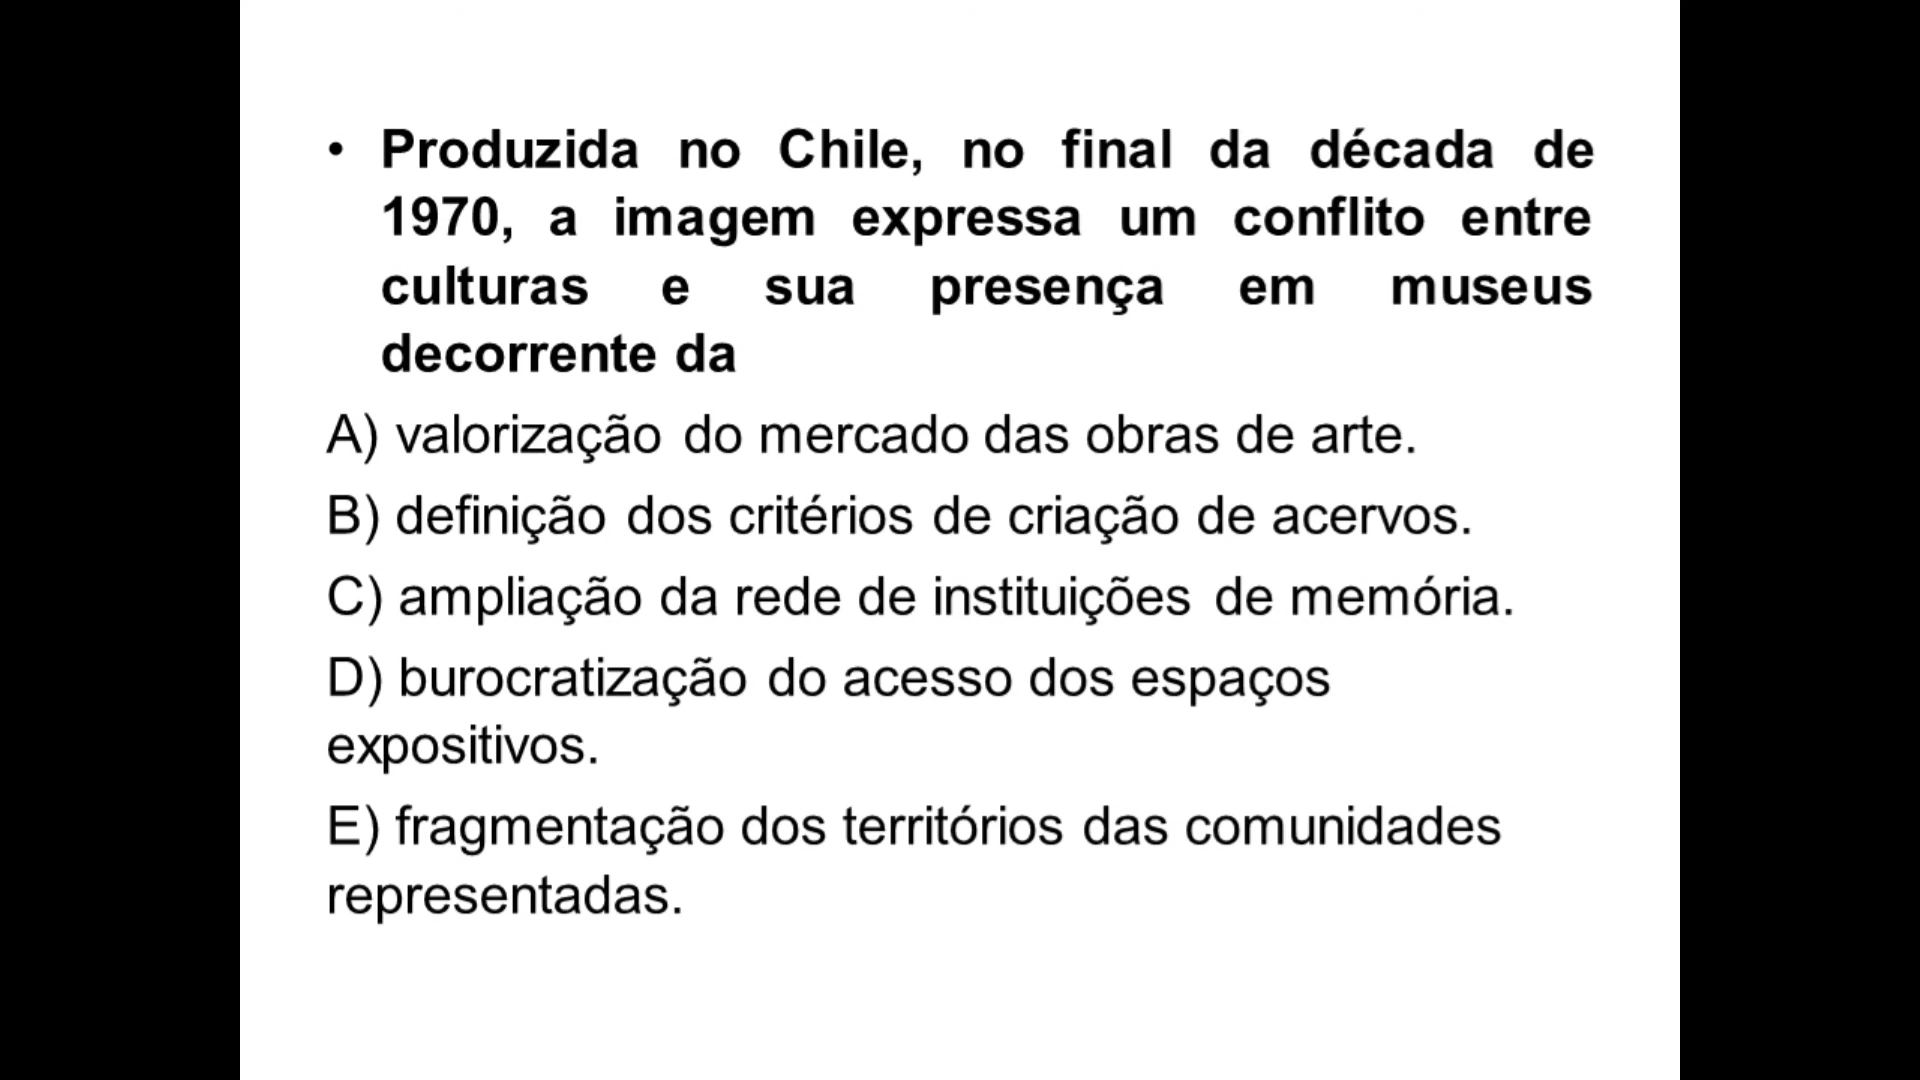 • Produzida no Chile, no final da década de
1970, a imagem expressa um conflito entre
culturas e sua presença em museus
decorrente da
A) valorização do mercado das obras de arte.
B) definição dos critérios de criação de acervos.
C) ampliação da rede de instituições de memória.
D) burocratização do acesso dos espaços
expositivos.
E) fragmentação dos territórios das comunidades
representadas.